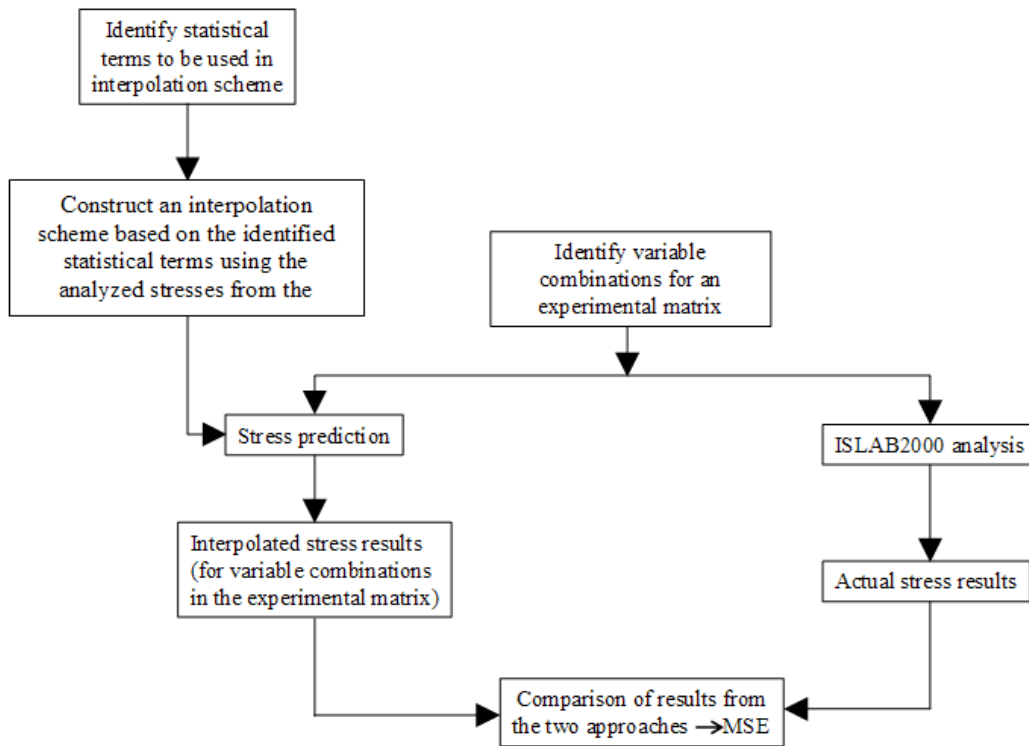 Identify statistical
terms to be used in
interpolation scheme
Construct an interpolation
scheme based on the identified
statistical terms using the
analyzed stresses from the
Identify variable
combinations for an
experimental matrix
Stress prediction
ISLAB2000 analysis
Interpolated stress results
(for variable combinations
in the experimental matrix)
Actual stress results
Comparison of results from
the two approaches →MSE